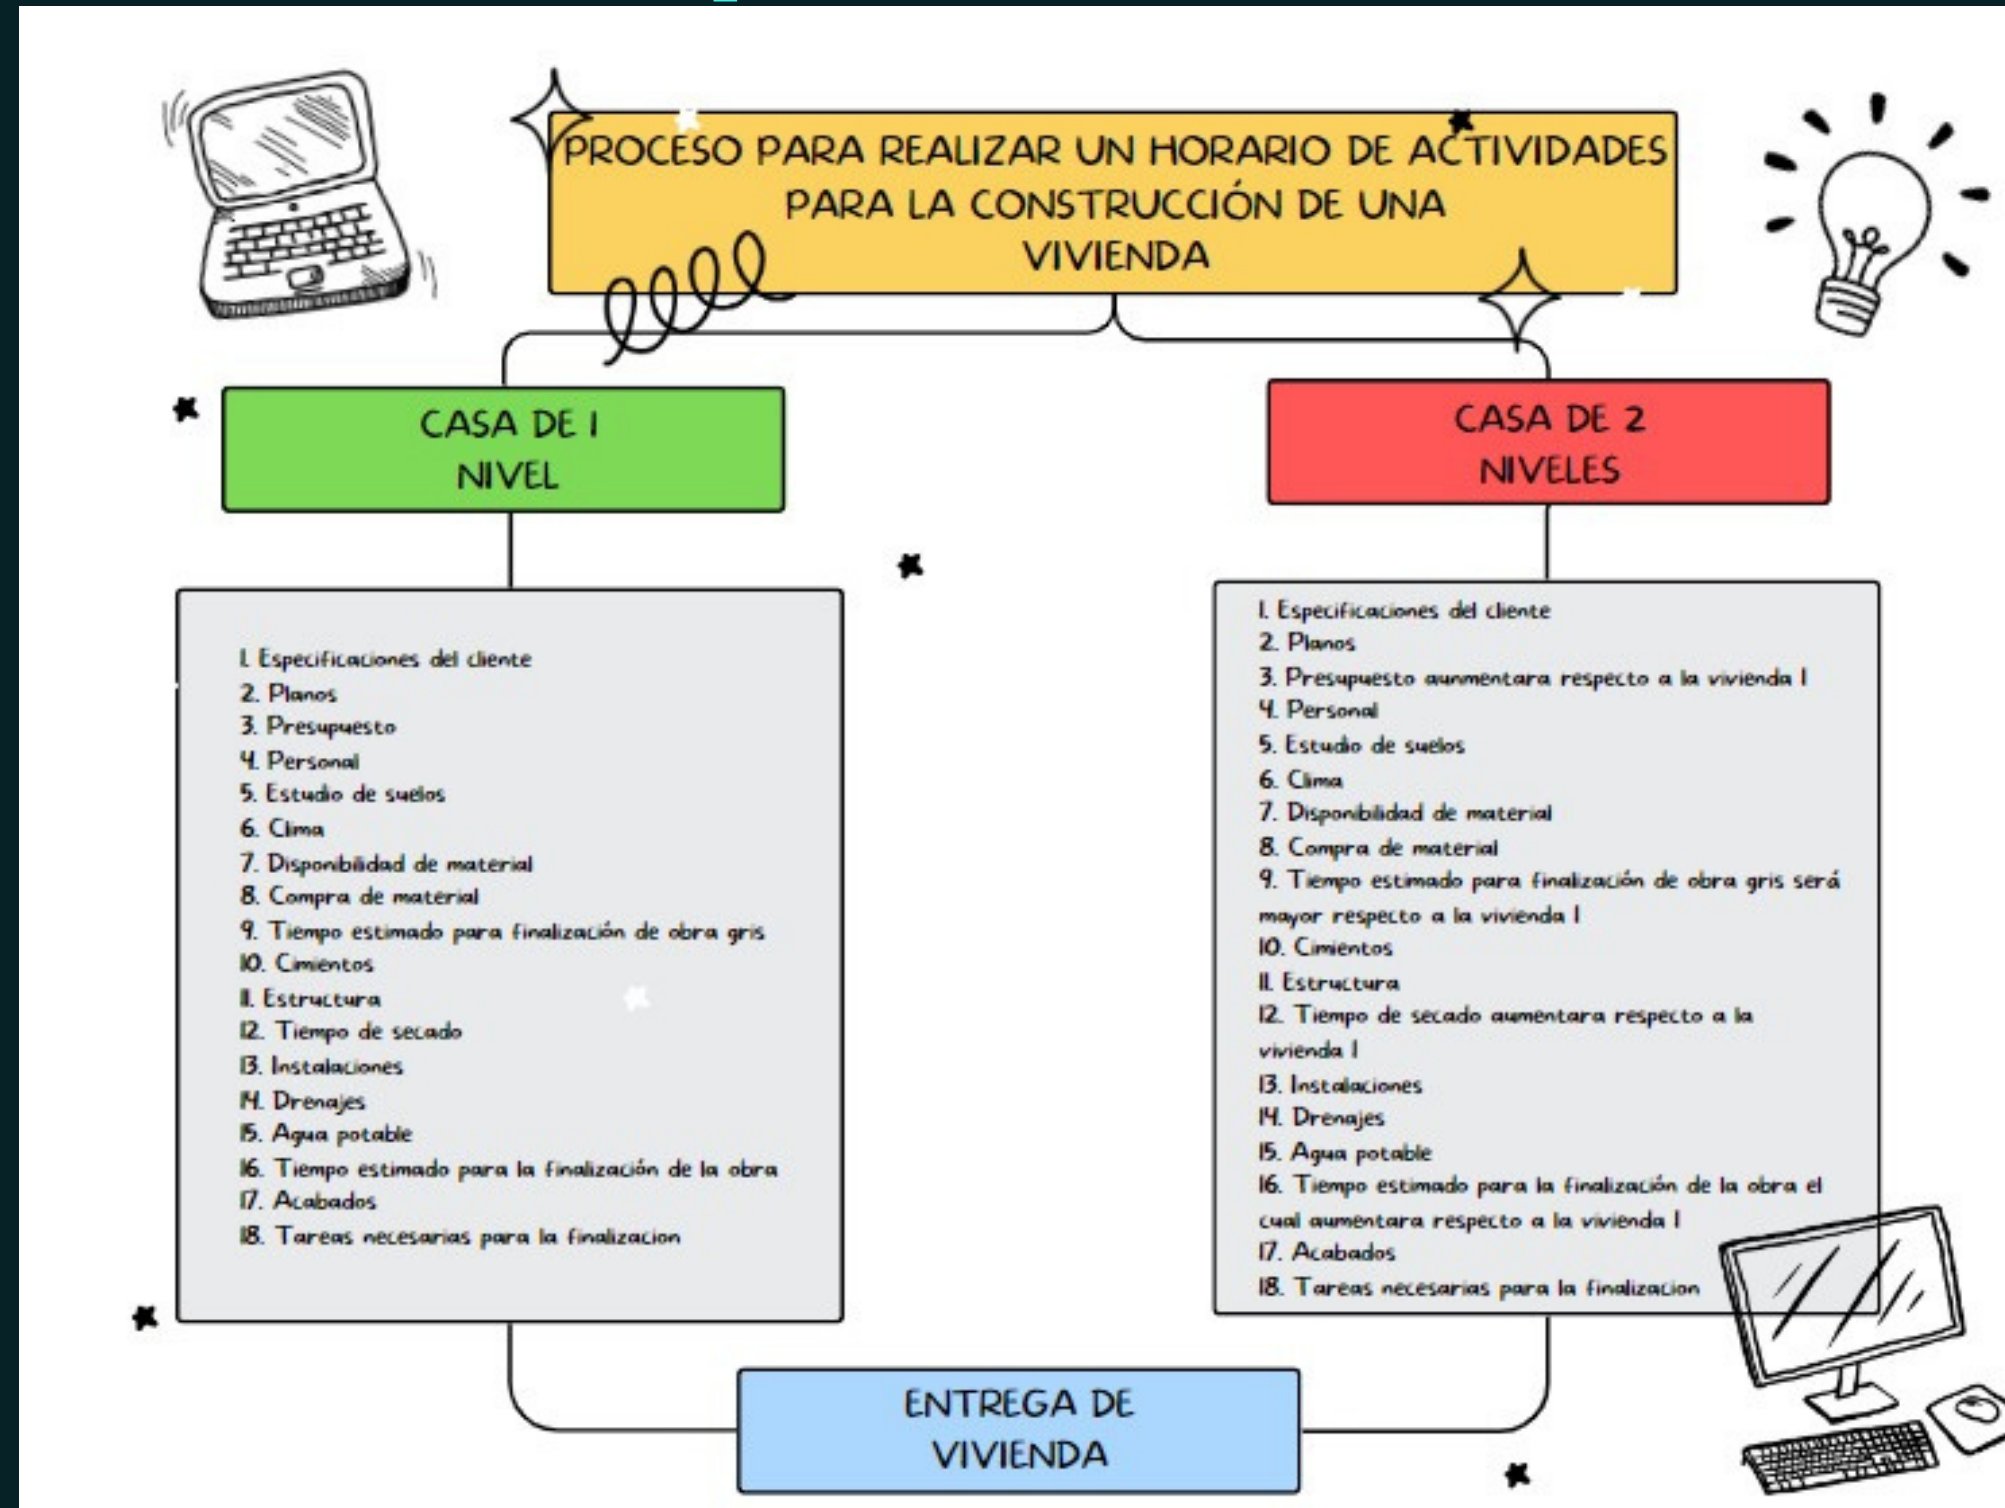 PROCESO PARA REALIZAR UN HORARIO DE ACTIVIDADES
PARA LA CONSTRUCCIÓN DE UNA
VIVIENDA
CASA DE 1
NIVEL
1. Especificaciones del cliente
2. Planos
3. Presupuesto
4. Personal
5. Estudio de suelos
6. Clima
7. Disponibilidad de material
8. Compra de material
9. Tiempo estimado para finalización de obra gris
10. Cimientos
11. Estructura
12. Tiempo de secado
13. Instalaciones
14. Drenajes
15. Agua potable
16. Tiempo estimado para la finalización de la obra
17. Acabados
18. Tareas necesarias para la finalizacion
CASA DE 2
NIVELES
1. Especificaciones del cliente
2. Planos
3. Presupuesto aunmentara respecto a la vivienda 1
4. Personal
5. Estudio de suelos
6. Clima
7. Disponibilidad de material
8. Compra de material
9. Tiempo estimado para finalización de obra gris será
mayor respecto a la vivienda 1
10. Cimientos
11. Estructura
12. Tiempo de secado aumentara respecto a la
vivienda 1
13. Instalaciones
14. Drenajes
15. Agua potable
16. Tiempo estimado para la finalización de la obra el
cual aumentara respecto a la vivienda 1
17. Acabados
18. Tareas necesarias para la finalizacion
ENTREGA DE
VIVIENDA